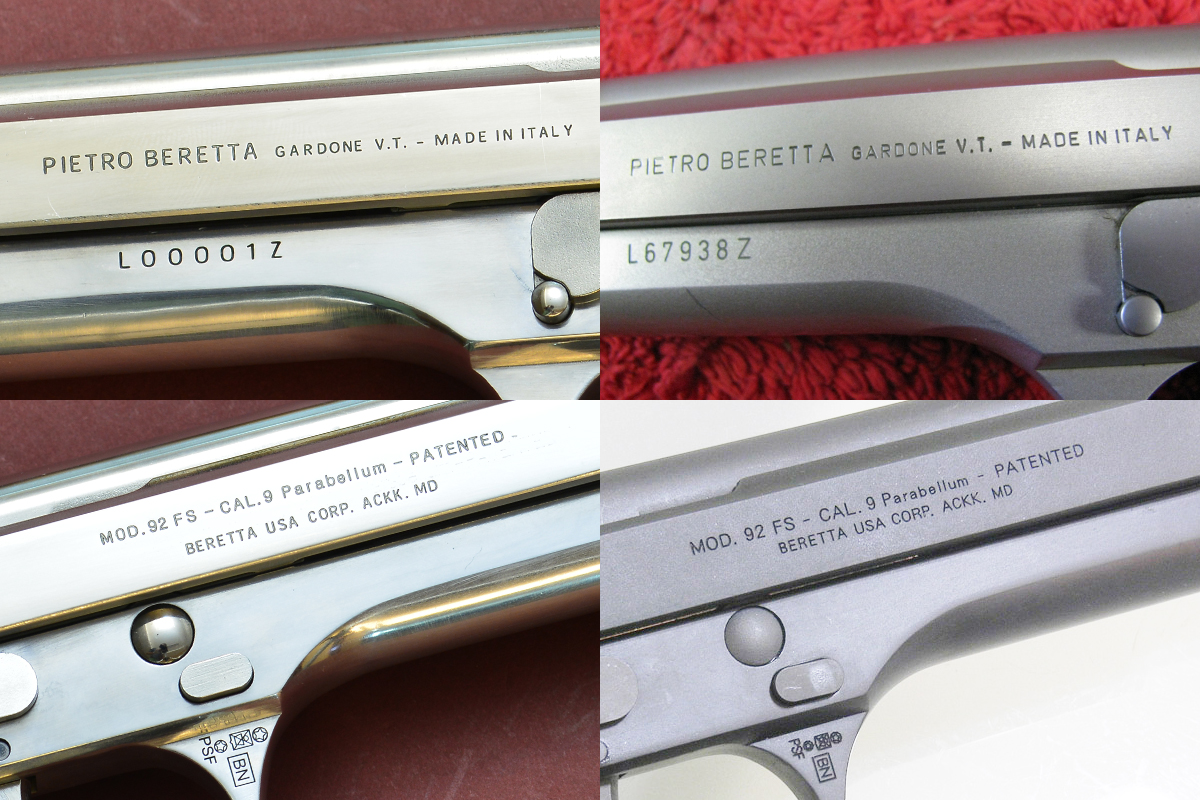 PIETRO BERETTA GARDONE V.T. - MADE IN ITALY
L00001Z
PIETRO BERETTA GARDONE V.T. - MADE IN ITALY
L67938Z
MOD. 92 FS - CAL. 9 Parabellum - PATENTED
BERETTA USA CORP. ACKK. MD
PSF
BN
MOD. 92 FS - CAL. 9 Parabellum - PATENTED
BERETTA USA CORP. ACKK. MD
PSF
BN